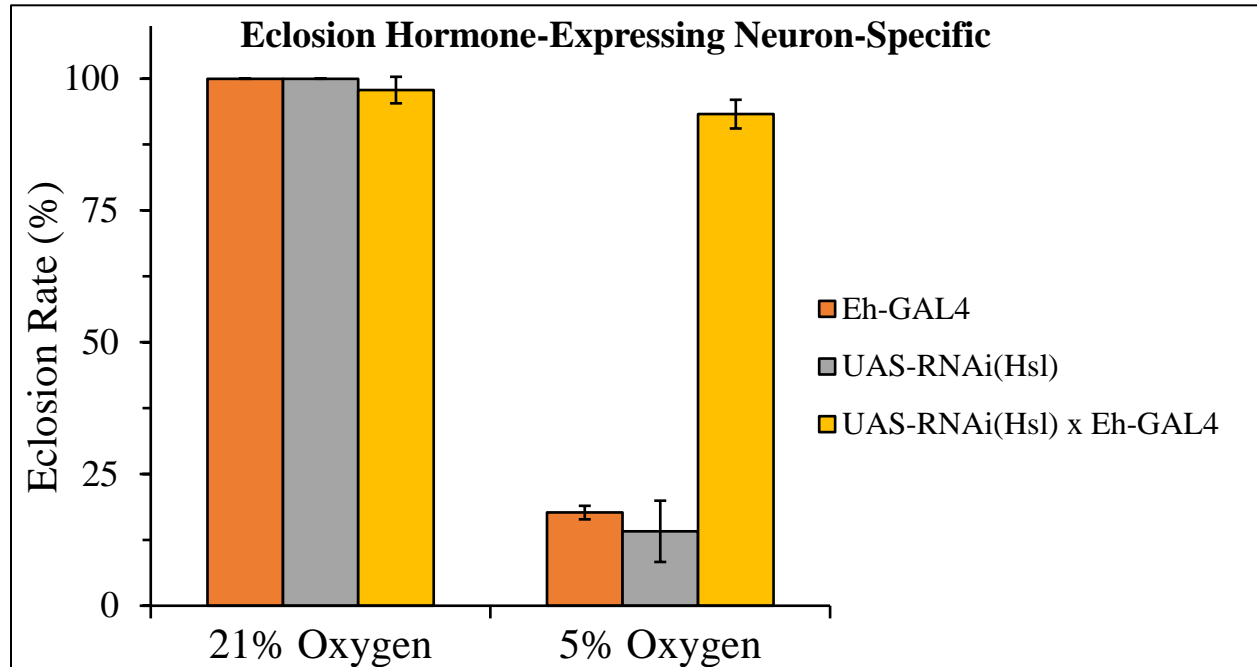 Eclosion Hormone-Expressing Neuron-Specific
Eclosion Rate (%)
100
75
50
25
0
21% Oxygen
5% Oxygen
Eh-GAL4
UAS-RNAi(Hsl)
UAS-RNAi(Hsl) x Eh-GAL4